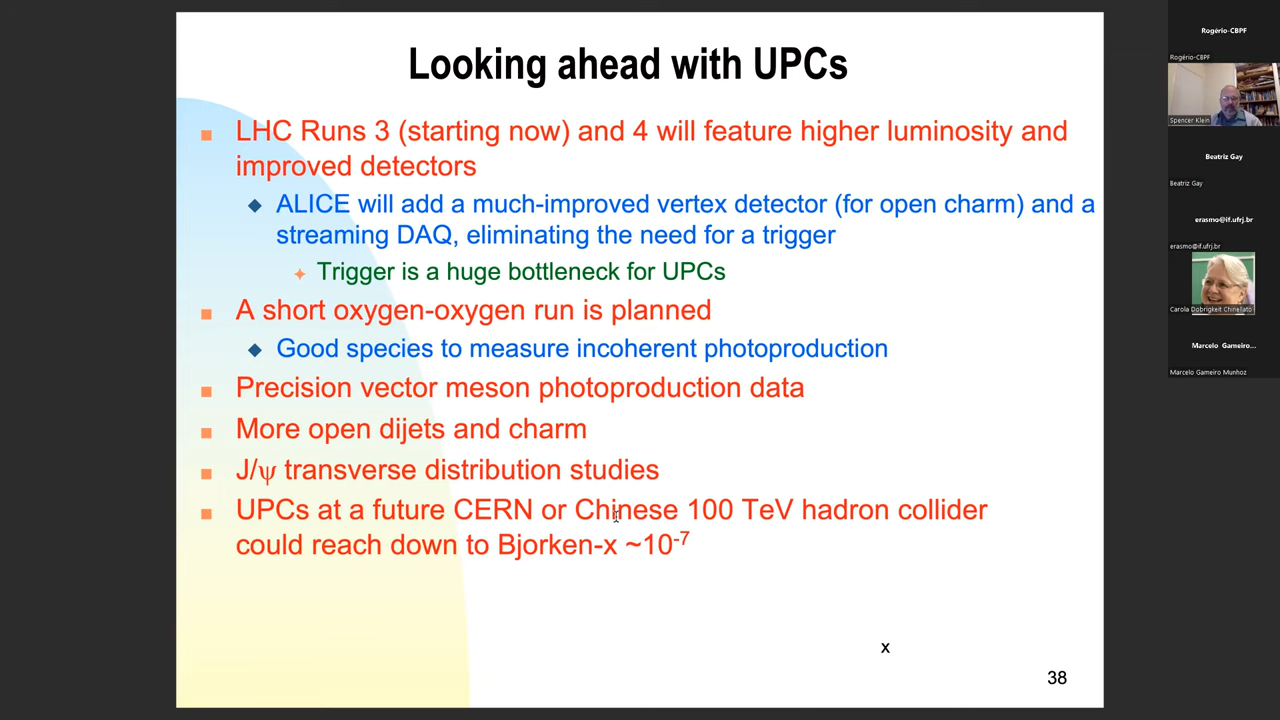 Looking ahead with UPCs
LHC Runs 3 (starting now) and 4 will feature higher luminosity and
improved detectors
ALICE will add a much-improved vertex detector (for open charm) and a
streaming DAQ, eliminating the need for a trigger
Trigger is a huge bottleneck for UPCs
A short oxygen-oxygen run is planned
Good species to measure incoherent photoproduction
Precision vector meson photoproduction data
More open dijets and charm
J/ψ transverse distribution studies
UPCs at a future CERN or Chinese 100 TeV hadron collider
could reach down to Bjorken-x ~10⁻⁷
x
38
Rogério-CBPF
Rogério-CBPF
Spencer Klein
Beatriz Gay
Beatriz Gay
erasmo@if.ufrj.br
erasmo@if.ufrj.br
Carola Dobrigkeit Chinellato
Marcelo Gameiro...
Marcelo Gameiro Munhoz